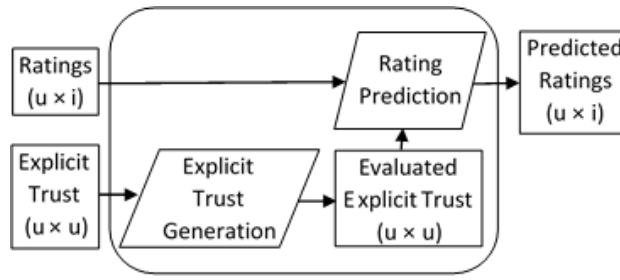 Ratings
(u × i)
Rating
Prediction
Predicted
Ratings
(u × i)
Explicit
Trust
(u × u)
Explicit
Trust
Generation
Evaluated
Explicit Trust
(u × u)